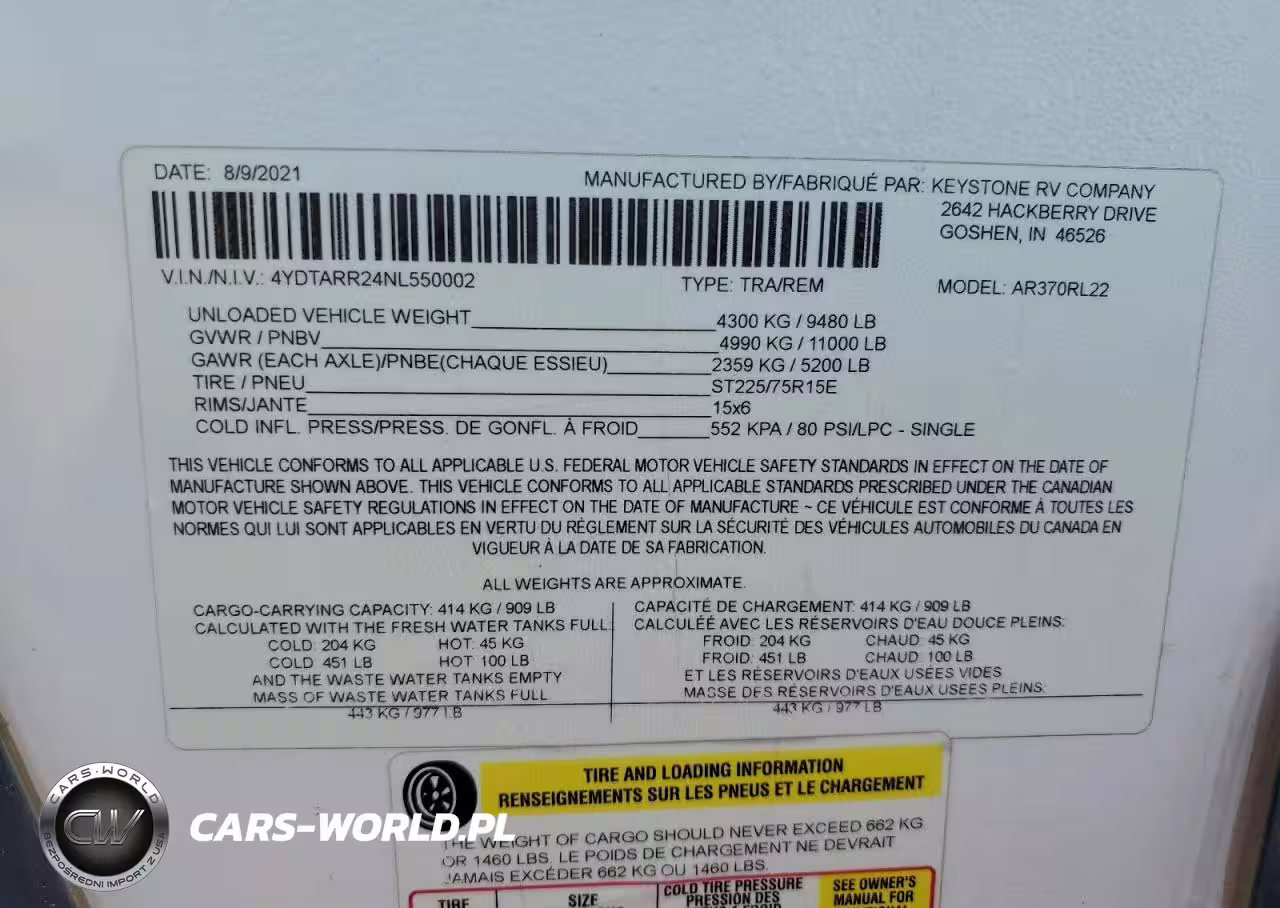 DATE: 8/9/2021
MANUFACTURED BY/FABRIQUÉ PAR: KEYSTONE RV COMPANY
2642 HACKBERRY DRIVE
GOSHEN, IN 46526
V.I.N./N.I.V.: 4YDTARR24NL550002 TYPE: TRA/REM MODEL: AR370RL22
UNLOADED VEHICLE WEIGHT 4300 KG / 9480 LB
GVWR / PNBV 4990 KG / 11000 LB
GAWR (EACH AXLE)/PNBE(CHAQUE ESSIEU) 2359 KG / 5200 LB
TIRE / PNEU ST225/75R15E
RIMS/JANTE 15x6
COLD INFL. PRESS/PRESS. DE GONFL. À FROID 552 KPA / 80 PSI/LPC - SINGLE
THIS VEHICLE CONFORMS TO ALL APPLICABLE U.S. FEDERAL MOTOR VEHICLE SAFETY STANDARDS IN EFFECT ON THE DATE OF
MANUFACTURE SHOWN ABOVE. THIS VEHICLE CONFORMS TO ALL APPLICABLE STANDARDS PRESCRIBED UNDER THE CANADIAN
MOTOR VEHICLE SAFETY REGULATIONS IN EFFECT ON THE DATE OF MANUFACTURE ~ CE VÉHICULE EST CONFORME À TOUTES LES
NORMES QUI LUI SONT APPLICABLES EN VERTU DU RÉGLEMENT SUR LA SÉCURITÉ DES VÉHICULES AUTOMOBILES DU CANADA EN
VIGUEUR À LA DATE DE SA FABRICATION.
ALL WEIGHTS ARE APPROXIMATE.
CARGO-CARRYING CAPACITY: 414 KG / 909 LB
CALCULATED WITH THE FRESH WATER TANKS FULL
COLD: 204 KG HOT: 45 KG
COLD 451 LB HOT: 100 LB
AND THE WASTE WATER TANKS EMPTY
MASS OF WASTE WATER TANKS FULL
443 KG / 977 LB
CAPACITÉ DE CHARGEMENT: 414 KG / 909 LB
CALCULÉE AVEC LES RÉSERVOIRS D'EAU DOUCE PLEINS:
FROID: 204 KG CHAUD: 45 KG
FROID: 451 LB CHAUD: 100 LB
ET LES RÉSERVOIRS D'EAUX USÉES VIDES
MASSE DES RÉSERVOIRS D'EAUX USÉES PLEINS:
443 KG / 977 LB
TIRE AND LOADING INFORMATION
RENSEIGNEMENTS SUR LES PNEUS ET LE CHARGEMENT
THE WEIGHT OF CARGO SHOULD NEVER EXCEED 662 KG
OR 1460 LBS. LE POIDS DE CHARGEMENT NE DEVRAIT
JAMAIS EXCÉDER 662 KG OU 1460 LBS.
TIRE SIZE COLD TIRE PRESSURE
PRESSION DES
SEE OWNER'S
MANUAL FOR
CARS-WORLD
CW
BEZPOŚREDNI IMPORT Z USA
CARS-WORLD.PL